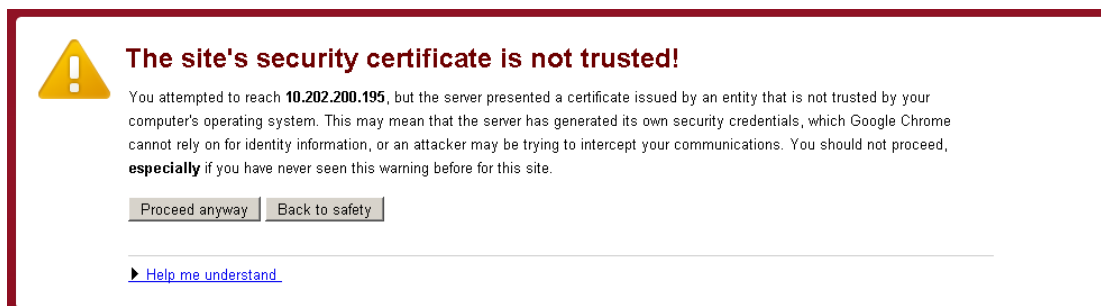 The site's security certificate is not trusted!
You attempted to reach 10.202.200.195, but the server presented a certificate issued by an entity that is not trusted by your
computer's operating system. This may mean that the server has generated its own security credentials, which Google Chrome
cannot rely on for identity information, or an attacker may be trying to intercept your communications. You should not proceed,
especially if you have never seen this warning before for this site.
Proceed anyway Back to safety
Help me understand